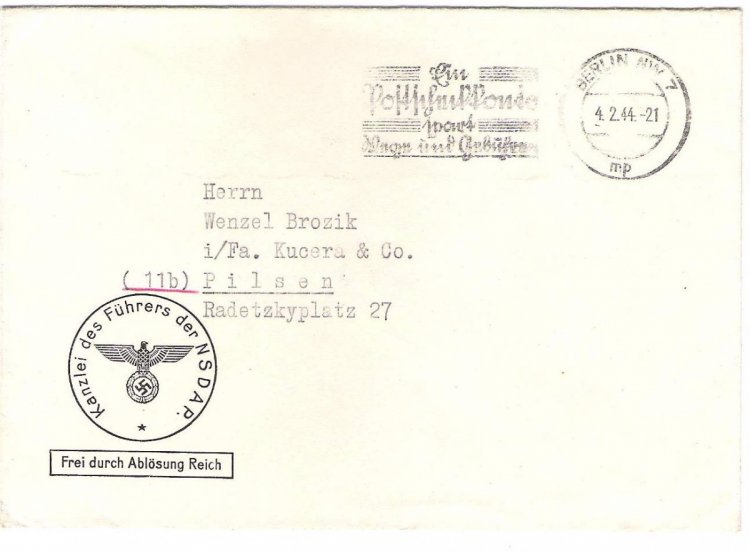 Ein
Postscheckkonto
spart
Wege und Gebühren
BERLIN NW 7
4.2.44.-21
mp
Herrn
Wenzel Brozik
i/Fa. Kucera & Co.
(11b) Pilsen
Radetzkyplatz 27
Kanzlei des Führers der NSDAP.
Frei durch Ablösung Reich